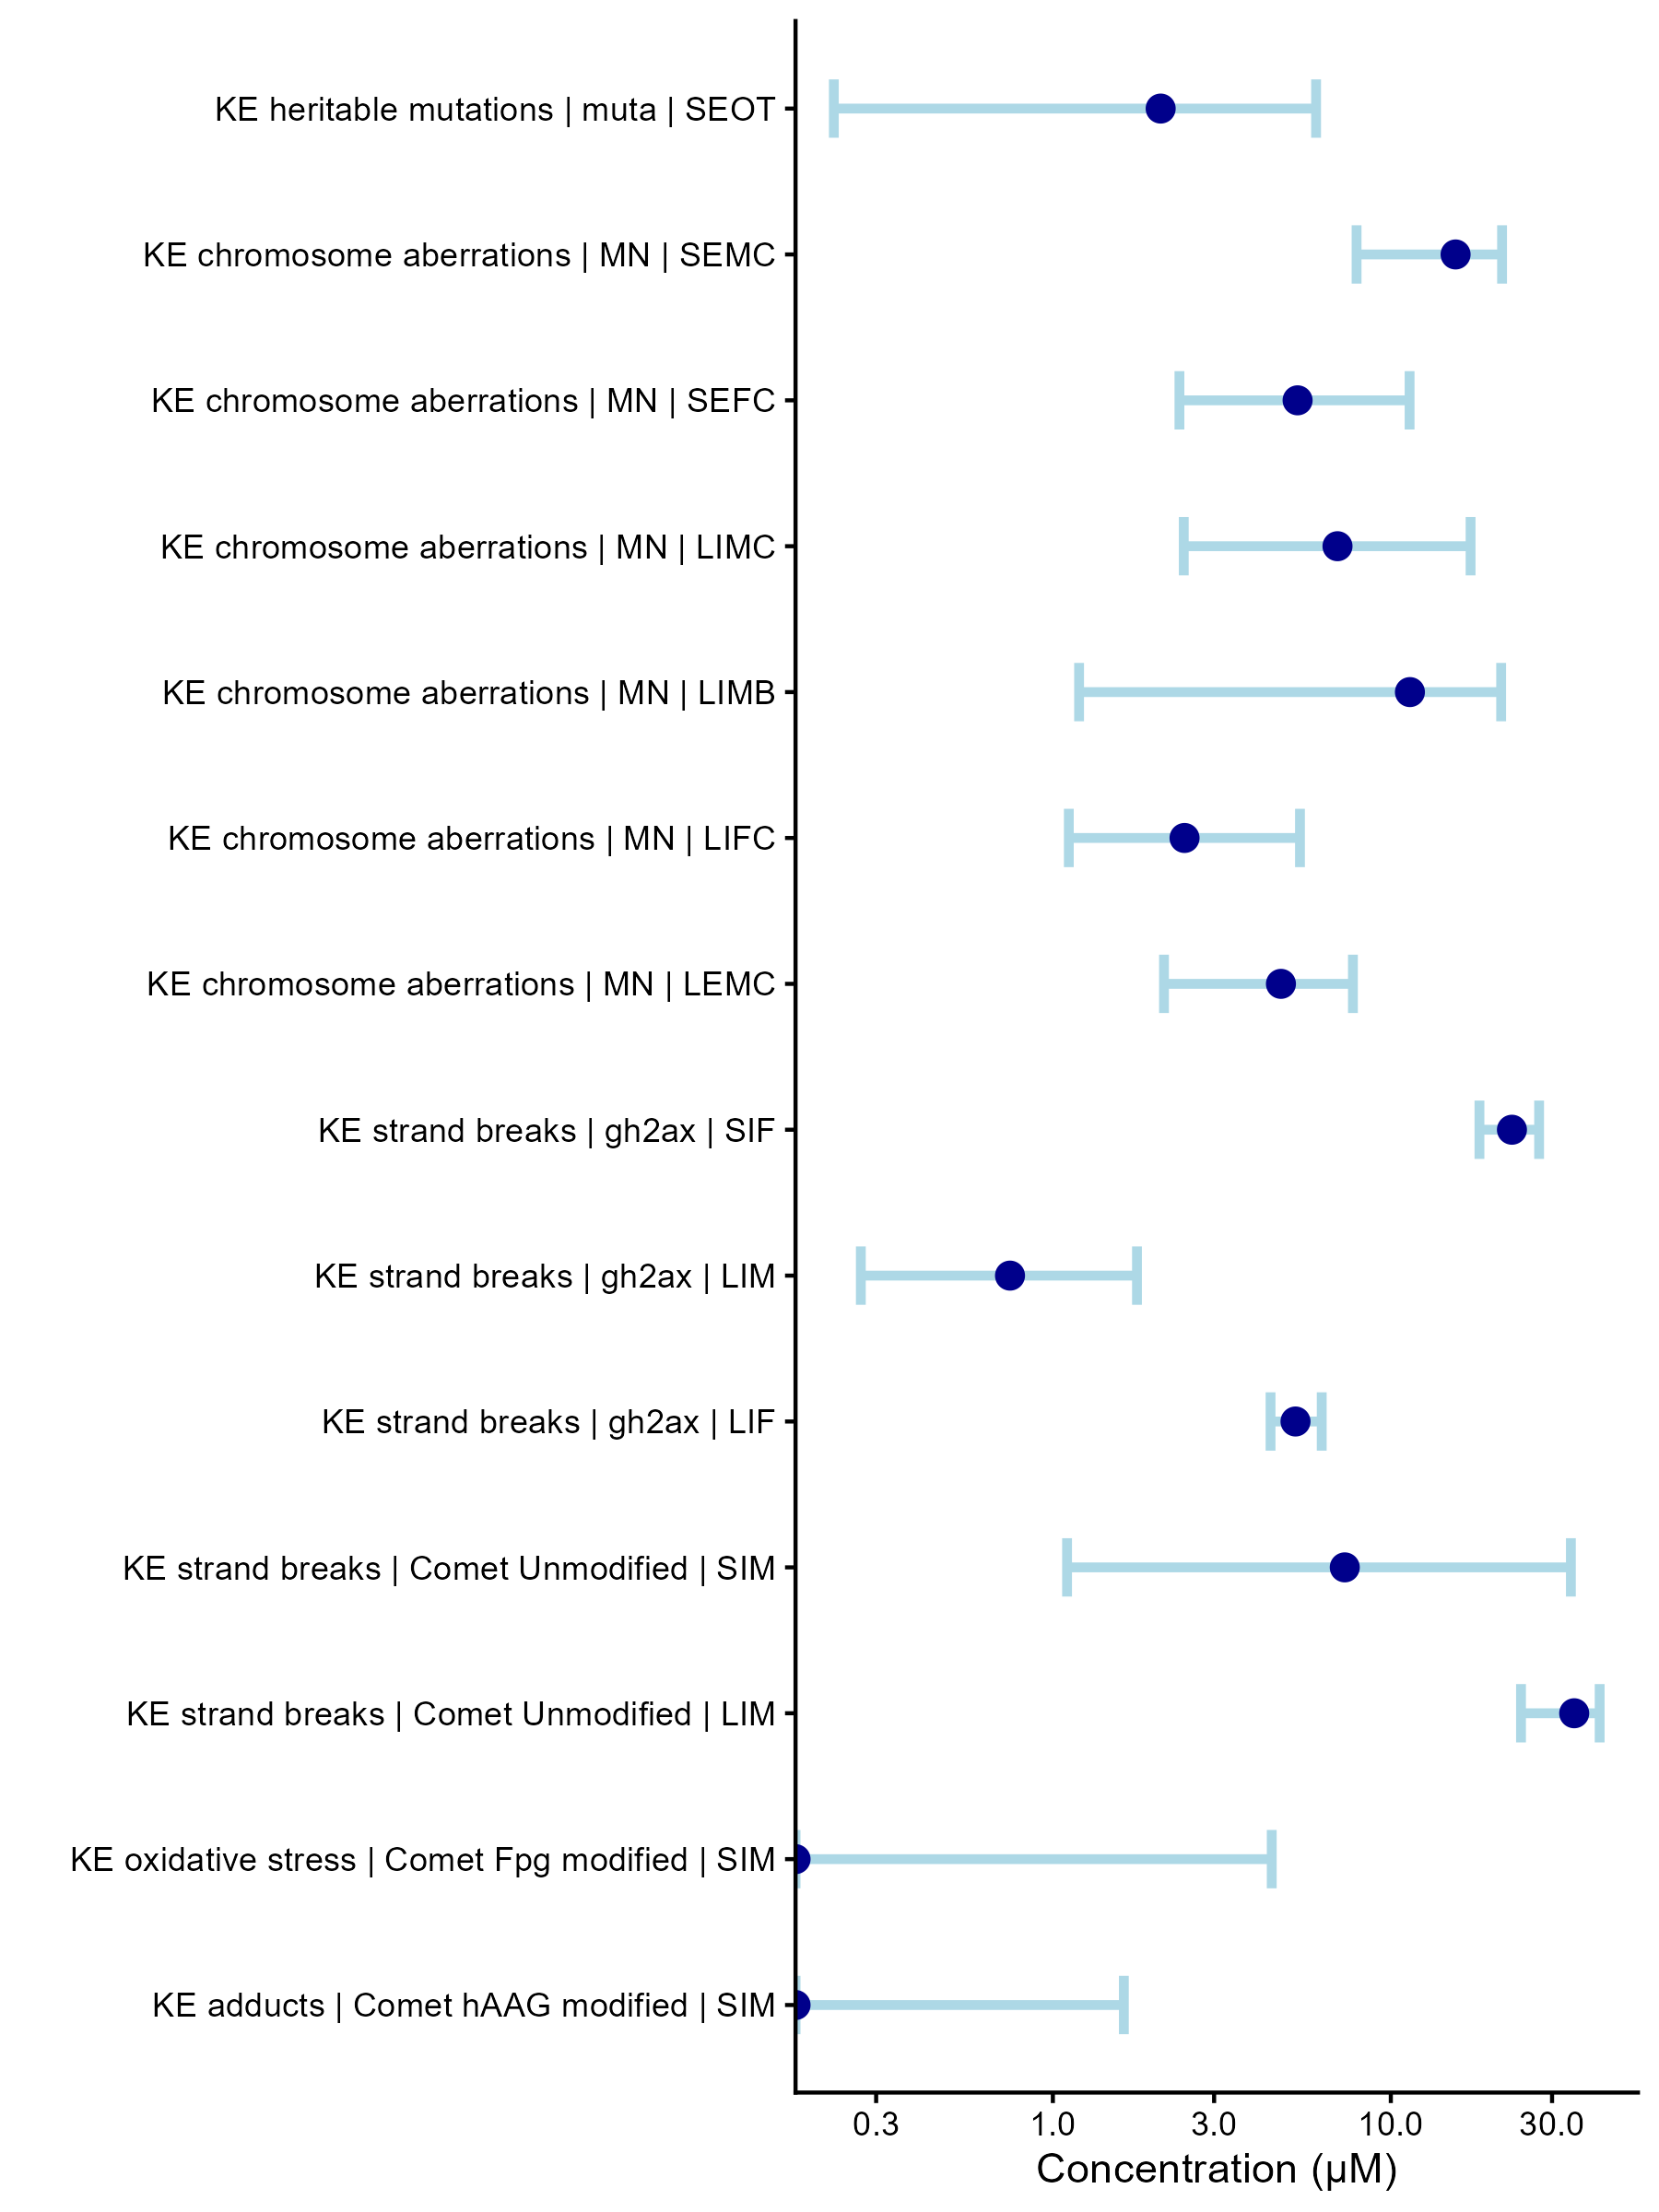 KE heritable mutations | muta | SEOT
KE chromosome aberrations | MN | SEMC
KE chromosome aberrations | MN | SEFC
KE chromosome aberrations | MN | LIMC
KE chromosome aberrations | MN | LIMB
KE chromosome aberrations | MN | LIFC
KE chromosome aberrations | MN | LEMC
KE strand breaks | gh2ax | SIF
KE strand breaks | gh2ax | LIM
KE strand breaks | gh2ax | LIF
KE strand breaks | Comet Unmodified | SIM
KE strand breaks | Comet Unmodified | LIM
KE oxidative stress | Comet Fpg modified | SIM
KE adducts | Comet hAAG modified | SIM
0.3 1.0 3.0 10.0 30.0
Concentration (µM)